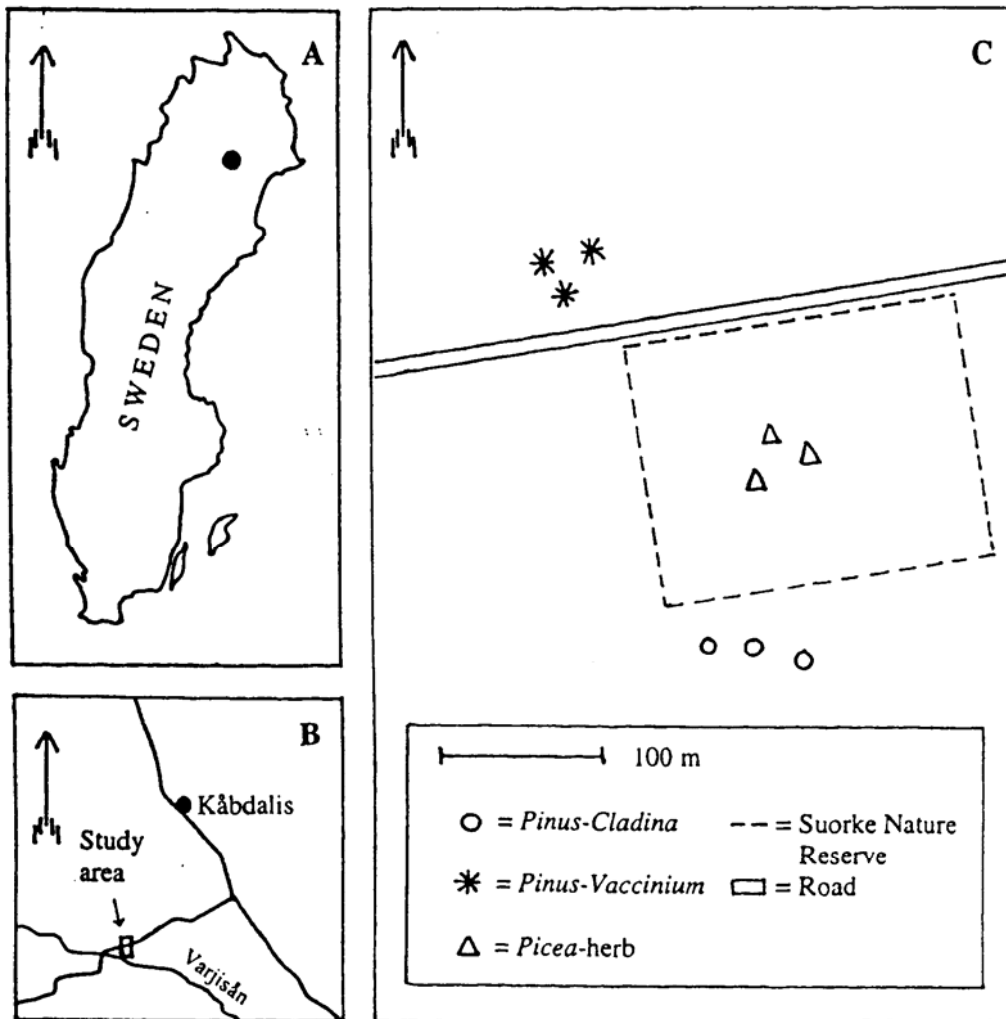 A
SWEDEN
B
Kåbdalis
Study
area
Varjisån
C
100 m
= Pinus-Cladina
= Suorke Nature
Reserve
= Pinus-Vaccinium
= Road
= Picea-herb